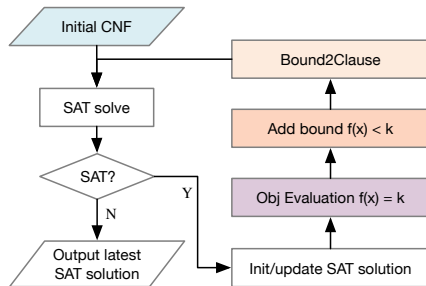 Initial CNF
SAT solve
SAT?
Y
N
Output latest
SAT solution
Bound2Clause
Add bound f(x) < k
Obj Evaluation f(x) = k
Init/update SAT solution